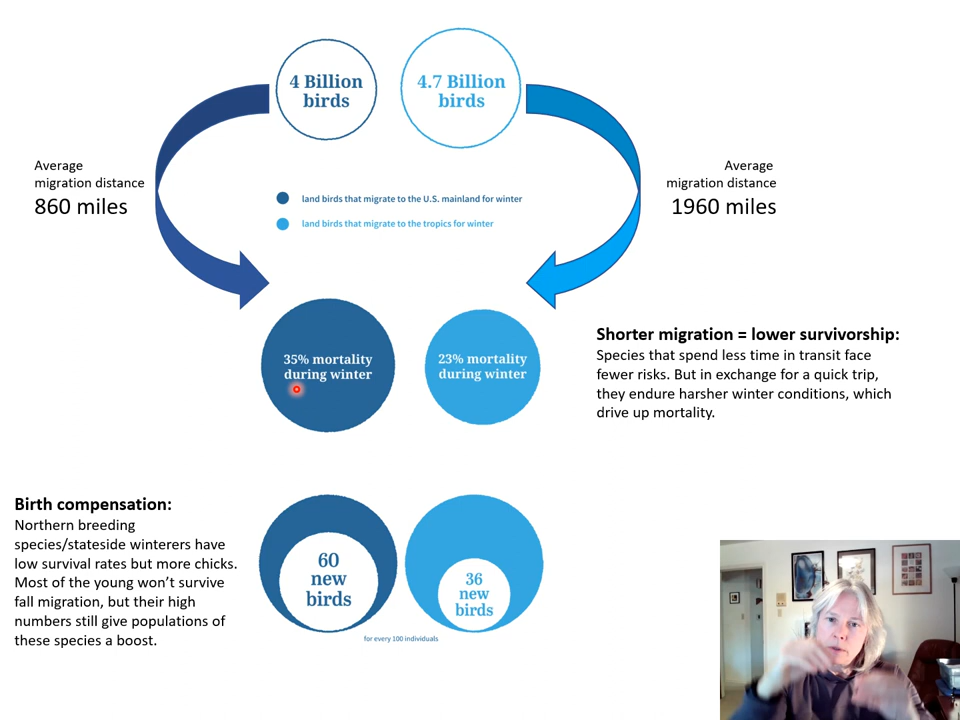 4 Billion
birds
4.7 Billion
birds
Average
migration distance
860 miles
Average
migration distance
1960 miles
land birds that migrate to the U.S. mainland for winter
land birds that migrate to the tropics for winter
35% mortality
during winter
23% mortality
during winter
Shorter migration = lower survivorship:
Species that spend less time in transit face
fewer risks. But in exchange for a quick trip,
they endure harsher winter conditions, which
drive up mortality.
Birth compensation:
Northern breeding
species/stateside winterers have
low survival rates but more chicks.
Most of the young won’t survive
fall migration, but their high
numbers still give populations of
these species a boost.
60
new
birds
36
new
birds
for every 100 individuals